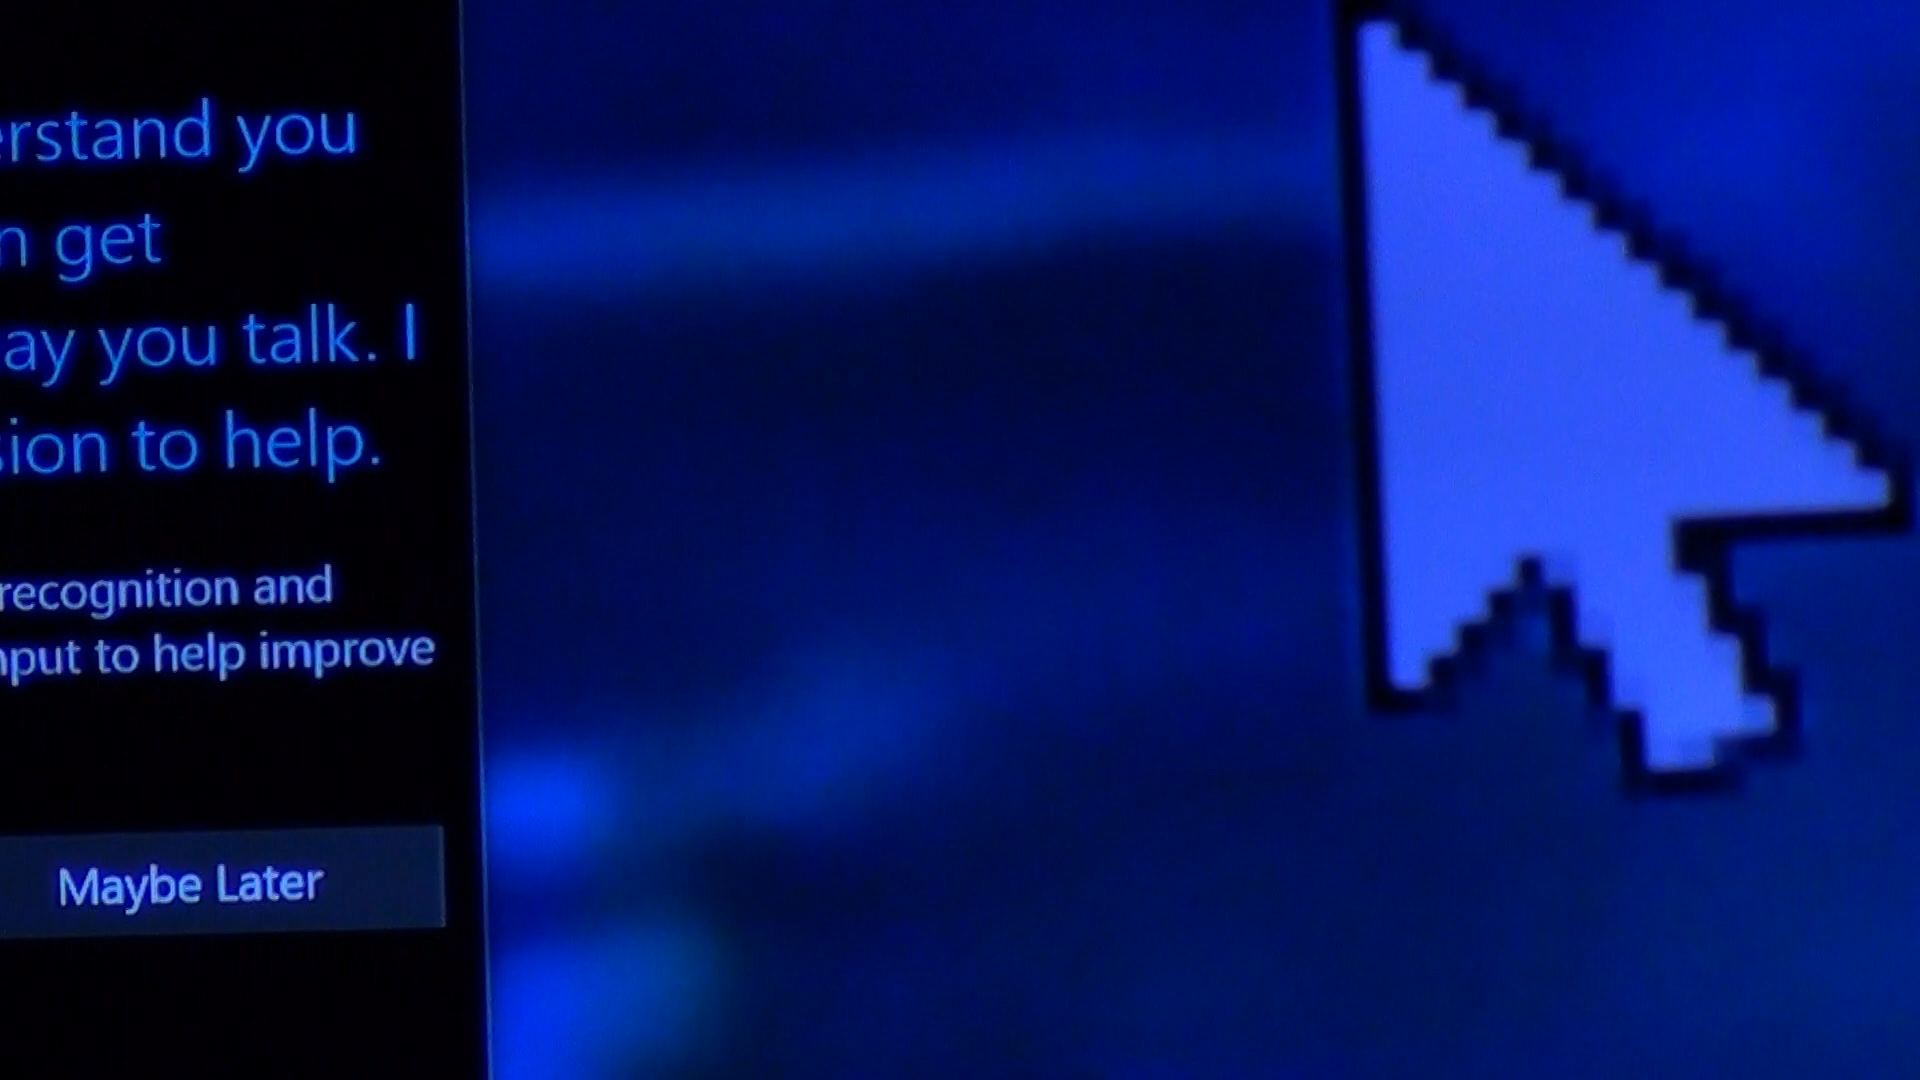 erstand you
n get
ay you talk. I
sion to help.
recognition and
nput to help improve
Maybe Later